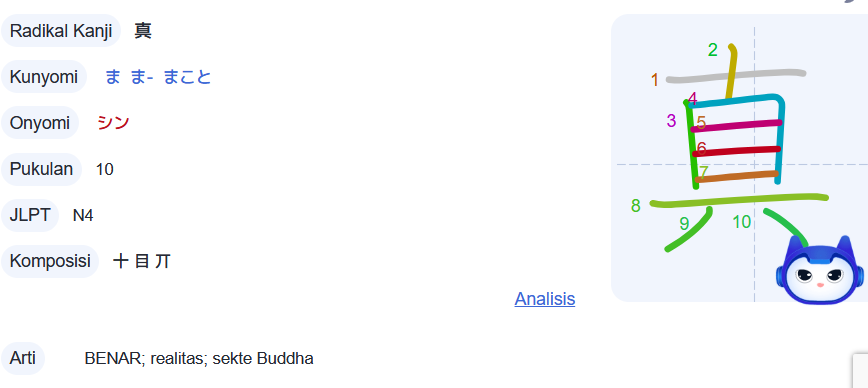 Radikal Kanji 真
Kunyomi ま ま- まこと
Onyomi シン
Pukulan 10
JLPT N4
Komposisi 十 目 丌
Analisis
Arti BENAR; realitas; sekte Buddha
1
2
3
4
5
6
7
8
9
10